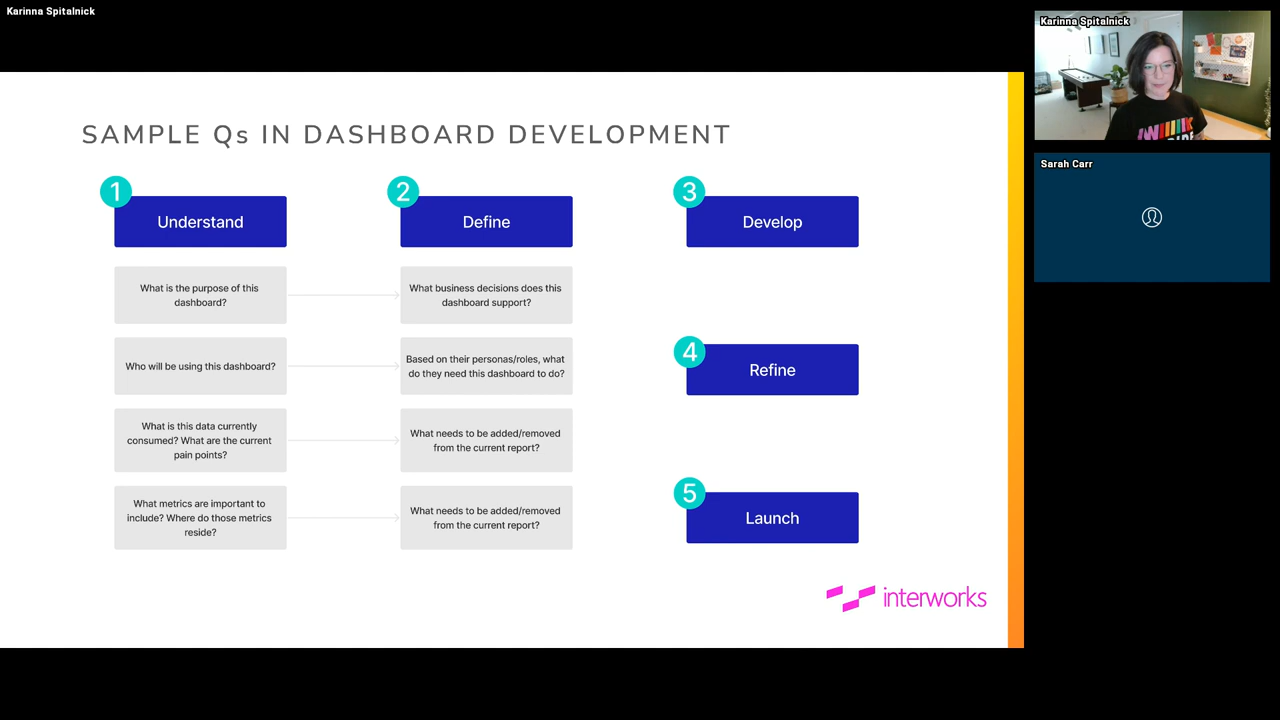 Karinna Spitalnick
Karinna Spitalnick
Sarah Carr
SAMPLE Qs IN DASHBOARD DEVELOPMENT
1
Understand
What is the purpose of this
dashboard?
Who will be using this dashboard?
What is this data currently
consumed? What are the current
pain points?
What metrics are important to
include? Where do those metrics
reside?
2
Define
What business decisions does this
dashboard support?
Based on their personas/roles, what
do they need this dashboard to do?
What needs to be added/removed
from the current report?
What needs to be added/removed
from the current report?
3
Develop
4
Refine
5
Launch
interworks